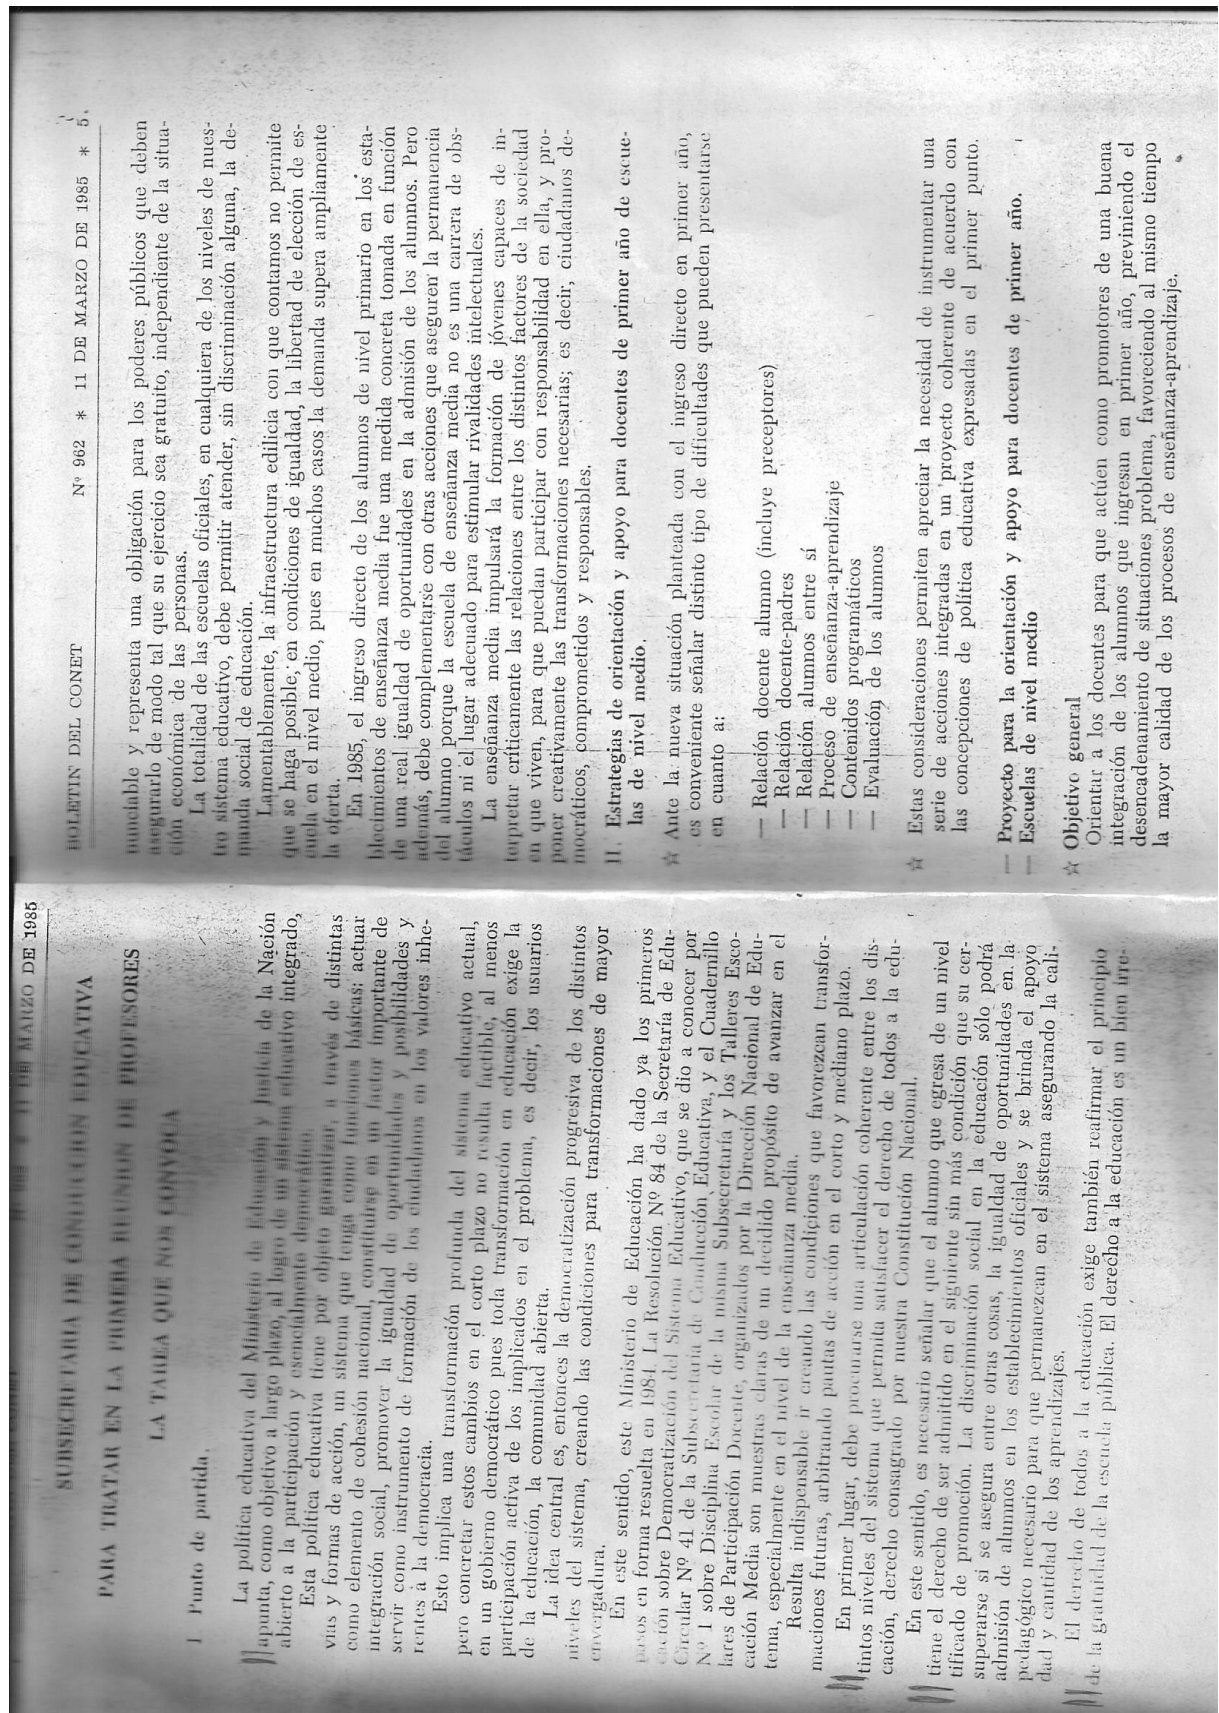 11 DE MARZO DE 1985
SUBSECRETARIA DE CONDUCCION EDUCATIVA
PARA TRATAR EN LA PRIMERA REUNION DE PROFESORES
LA TAREA QUE NOS CONVOCA
I Punto de partida.
La política educativa del Ministerio de Educación y Justicia de la Nación
apunta, como objetivo a largo plazo, al logro de un sistema educativo integrado,
abierto a la participación y esencialmente democrático.
Esta política educativa tiene por objeto garantizar, a través de distintas
vías y formas de acción, un sistema que tenga como funciones básicas: actuar
como elemento de cohesión nacional, constituirse en un factor importante de
integración social, promover la igualdad de oportunidades y posibilidades y
servir como instrumento de formación de los ciudadanos en los valores inhe-
rentes a la democracia.
Esto implica una transformación profunda del sistema educativo actual,
pero concretar estos cambios en el corto plazo no resulta factible, al menos
en un gobierno democrático pues toda transformación en educación exige la
participación activa de los implicados en el problema, es decir, los usuarios
de la educación, la comunidad abierta.
La idea central es, entonces la democratización progresiva de los distintos
niveles del sistema, creando las condiciones para transformaciones de mayor
envergadura.
En este sentido, este Ministerio de Educación ha dado ya los primeros
pasos en forma resuelta en 1984. La Resolución Nº 84 de la Secretaría de Edu-
cación sobre Democratización del Sistema Educativo, que se dio a conocer por
Circular Nº 41 de la Subsecretaría de Conducción Educativa, y el Cuadernillo
Nº 1 sobre Disciplina Escolar de la misma Subsecretaría y los Talleres Esco-
lares de Participación Docente, organizados por la Dirección Nacional de Edu-
cación Media son muestras claras de un decidido propósito de avanzar en el
tema, especialmente en el nivel de la enseñanza media.
Resulta indispensable ir creando las condiciones que favorezcan transfor-
maciones futuras, arbitrando pautas de acción en el corto y mediano plazo.
En primer lugar, debe procurarse una articulación coherente entre los dis-
tintos niveles del sistema que permita satisfacer el derecho de todos a la edu-
cación, derecho consagrado por nuestra Constitución Nacional.
En este sentido, es necesario señalar que el alumno que egresa de un nivel
tiene el derecho de ser admitido en el siguiente sin más condición que su cer-
tificado de promoción. La discriminación social en la educación sólo podrá
superarse si se asegura entre otras cosas, la igualdad de oportunidades en la
admisión de alumnos en los establecimientos oficiales y se brinda el apoyo
pedagógico necesario para que permanezcan en el sistema asegurando la cali-
dad y cantidad de los aprendizajes.
El derecho de todos a la educación exige también reafirmar el principio
de la gratuidad de la escuela pública. El derecho a la educación es un bien irre-
BOLETIN DEL CONET Nº 962 * 11 DE MARZO DE 1985 * 5.
nunciable y representa una obligación para los poderes públicos que deben
asegurarlo de modo tal que su ejercicio sea gratuito, independiente de la situa-
ción económica de las personas.
La totalidad de las escuelas oficiales, en cualquiera de los niveles de nues-
tro sistema educativo, debe permitir atender, sin discriminación alguna, la de-
manda social de educación.
Lamentablemente, la infraestructura edilicia con que contamos no permite
que se haga posible, en condiciones de igualdad, la libertad de elección de es-
cuela en el nivel medio, pues en muchos casos la demanda supera ampliamente
la oferta.
En 1985, el ingreso directo de los alumnos de nivel primario en los esta-
blecimientos de enseñanza media fue una medida concreta tomada en función
de una real igualdad de oportunidades en la admisión de los alumnos. Pero
además, debe complementarse con otras acciones que aseguren la permanencia
del alumno porque la escuela de enseñanza media no es una carrera de obs-
táculos ni el lugar adecuado para estimular rivalidades intelectuales.
La enseñanza media impulsará la formación de jóvenes capaces de in-
terpretar críticamente las relaciones entre los distintos factores de la sociedad
en que viven, para que puedan participar con responsabilidad en ella, y pro-
poner creativamente las transformaciones necesarias; es decir, ciudadanos de-
mocráticos, comprometidos y responsables.
II. Estrategias de orientación y apoyo para docentes de primer año de escue-
las de nivel medio.
☆ Ante la nueva situación planteada con el ingreso directo en primer año,
es conveniente señalar distinto tipo de dificultades que pueden presentarse
en cuanto a:
— Relación docente alumno (incluye preceptores)
— Relación docente-padres
— Relación alumnos entre sí
— Proceso de enseñanza-aprendizaje
— Contenidos programáticos
— Evaluación de los alumnos
☆ Estas consideraciones permiten apreciar la necesidad de instrumentar una
serie de acciones integradas en un proyecto coherente de acuerdo con
las concepciones de política educativa expresadas en el primer punto.
— Proyecto para la orientación y apoyo para docentes de primer año.
— Escuelas de nivel medio
☆ Objetivo general
Orientar a los docentes para que actúen como promotores de una buena
integración de los alumnos que ingresan en primer año, previniendo el
desencadenamiento de situaciones problema, favoreciendo al mismo tiempo
la mayor calidad de los procesos de enseñanza-aprendizaje.